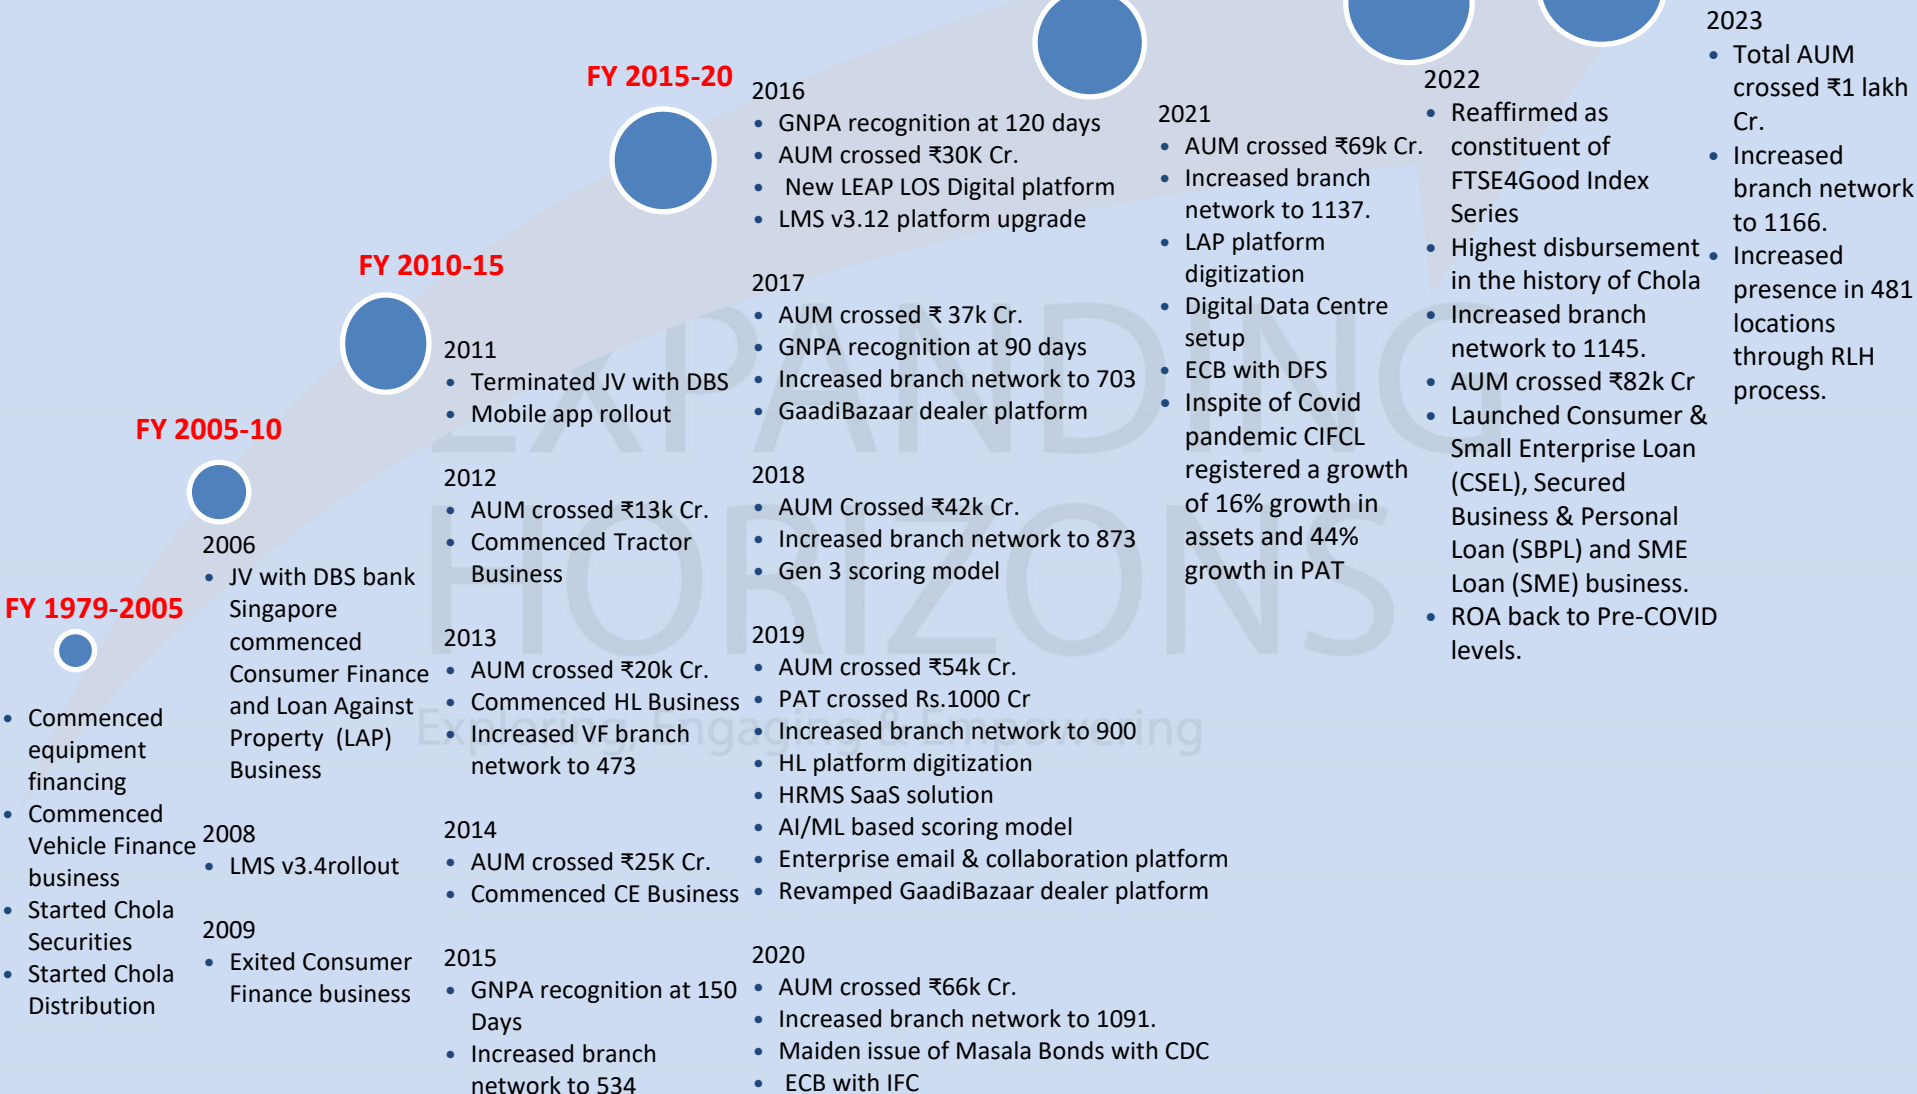 FY 1979-2005
• Commenced
equipment
financing
• Commenced
Vehicle Finance
business
• Started Chola
Securities
• Started Chola
Distribution
FY 2005-10
2006
• JV with DBS bank
Singapore
commenced
Consumer Finance
and Loan Against
Property (LAP)
Business
2008
• LMS v3.4rollout
2009
• Exited Consumer
Finance business
FY 2010-15
2011
• Terminated JV with DBS
• Mobile app rollout
2012
• AUM crossed ₹13k Cr.
• Commenced Tractor
Business
2013
• AUM crossed ₹20k Cr.
• Commenced HL Business
• Increased VF branch
network to 473
2014
• AUM crossed ₹25K Cr.
• Commenced CE Business
2015
• GNPA recognition at 150
Days
• Increased branch
network to 534
FY 2015-20
2016
• GNPA recognition at 120 days
• AUM crossed ₹30K Cr.
• New LEAP LOS Digital platform
• LMS v3.12 platform upgrade
2017
• AUM crossed ₹ 37k Cr.
• GNPA recognition at 90 days
• Increased branch network to 703
• GaadiBazaar dealer platform
2018
• AUM Crossed ₹42k Cr.
• Increased branch network to 873
• Gen 3 scoring model
2019
• AUM crossed ₹54k Cr.
• PAT crossed Rs.1000 Cr
• Increased branch network to 900
• HL platform digitization
• HRMS SaaS solution
• AI/ML based scoring model
• Enterprise email & collaboration platform
• Revamped GaadiBazaar dealer platform
2020
• AUM crossed ₹66k Cr.
• Increased branch network to 1091.
• Maiden issue of Masala Bonds with CDC
• ECB with IFC
2021
• AUM crossed ₹69k Cr.
• Increased branch
network to 1137.
• LAP platform
digitization
• Digital Data Centre
setup
• ECB with DFS
• Inspite of Covid
pandemic CIFCL
registered a growth
of 16% growth in
assets and 44%
growth in PAT
2022
• Reaffirmed as
constituent of
FTSE4Good Index
Series
• Highest disbursement
in the history of Chola
• Increased branch
network to 1145.
• AUM crossed ₹82k Cr
• Launched Consumer &
Small Enterprise Loan
(CSEL), Secured
Business & Personal
Loan (SBPL) and SME
Loan (SME) business.
• ROA back to Pre-COVID
levels.
2023
• Total AUM
crossed ₹1 lakh
Cr.
• Increased
branch network
to 1166.
• Increased
presence in 481
locations
through RLH
process.
EXPANDING
HORIZONS
Exploring, Engaging & Empowering